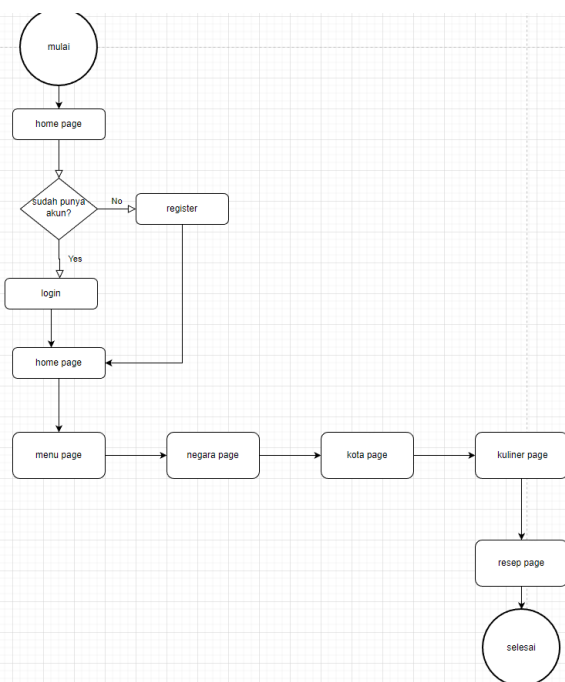 mulai
home page
sudah punya
akun?
No
register
Yes
login
home page
menu page
negara page
kota page
kuliner page
resep page
selesai